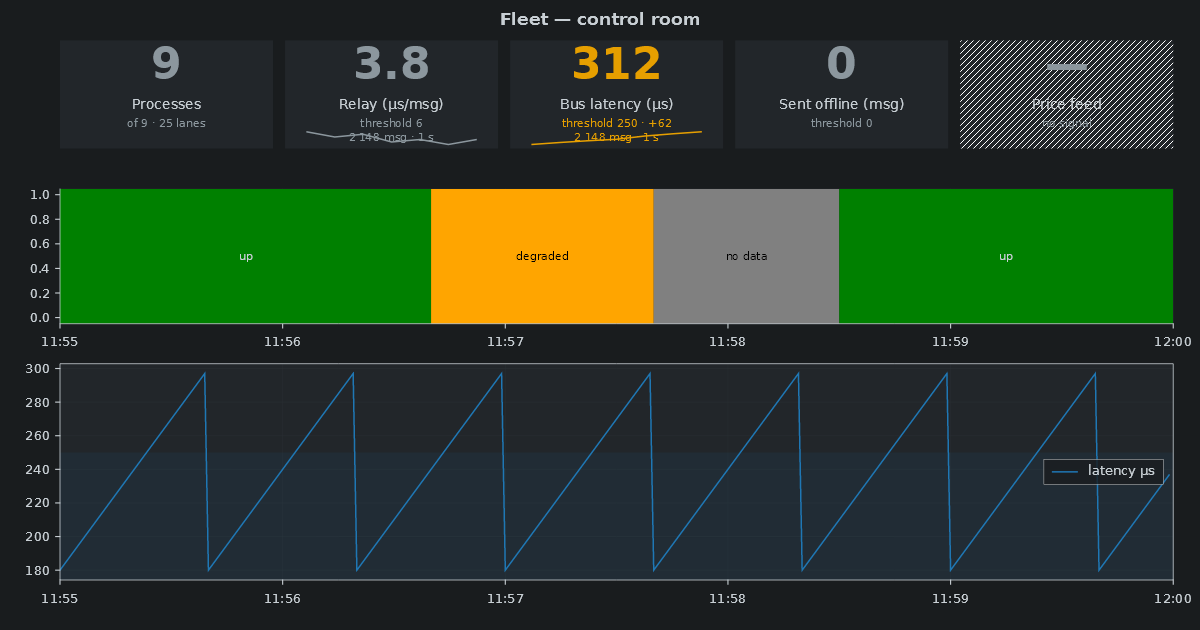 Fleet — control room
9
Processes
of 9 · 25 lanes
3.8
Relay (µs/msg)
threshold 6
2 148 msg · 1 s
312
Bus latency (µs)
threshold 250 · +62
2 148 msg · 1 s
0
Sent offline (msg)
threshold 0
—
Price feed
no signal
1.0
0.8
0.6
0.4
0.2
0.0
up
degraded
no data
up
11:55
11:56
11:57
11:58
11:59
12:00
300
280
260
240
220
200
180
latency µs
11:55
11:56
11:57
11:58
11:59
12:00